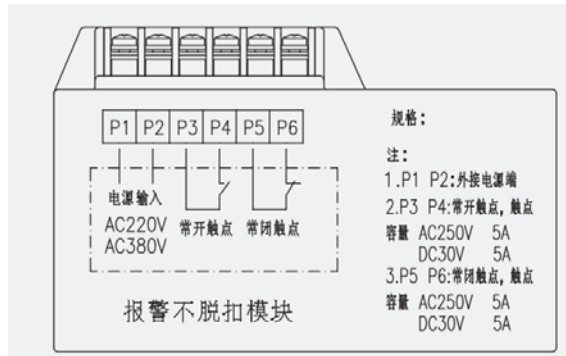 P1 P2 P3 P4 P5 P6
电源输入
AC220V
AC380V
常开触点 常闭触点
报警不脱扣模块
规格：
注：
1.P1 P2:外接电源端
2.P3 P4:常开触点，触点
容量 AC250V 5A
DC30V 5A
3.P5 P6:常闭触点，触点
容量 AC250V 5A
DC30V 5A